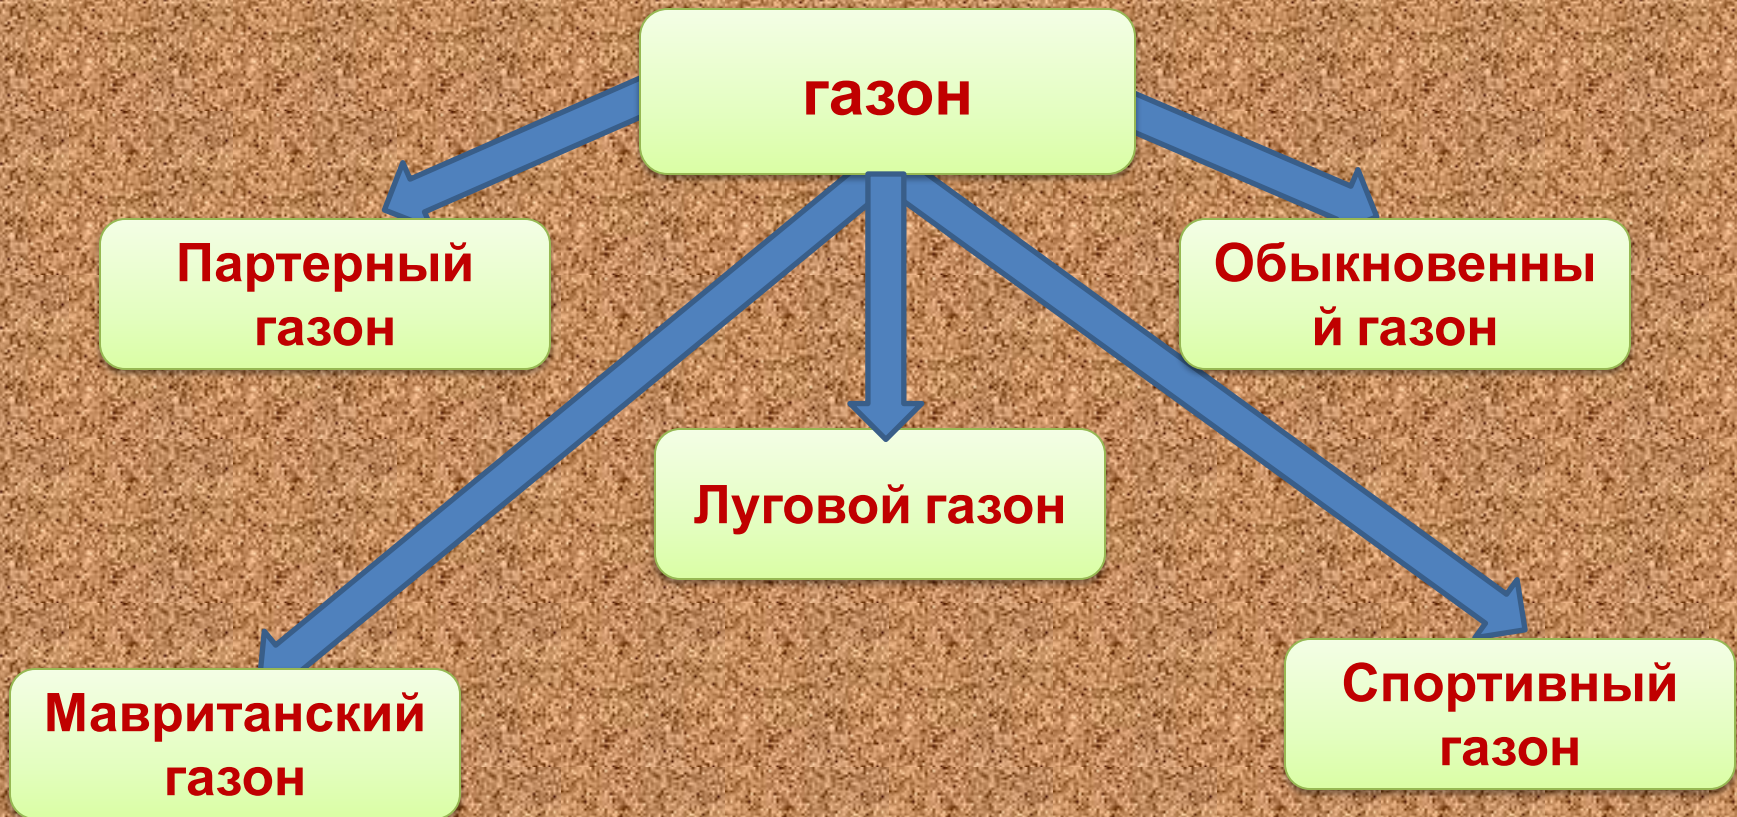 газон
Партерный
газон
Обыкновенны
й газон
Луговой газон
Мавританский
газон
Спортивный
газон